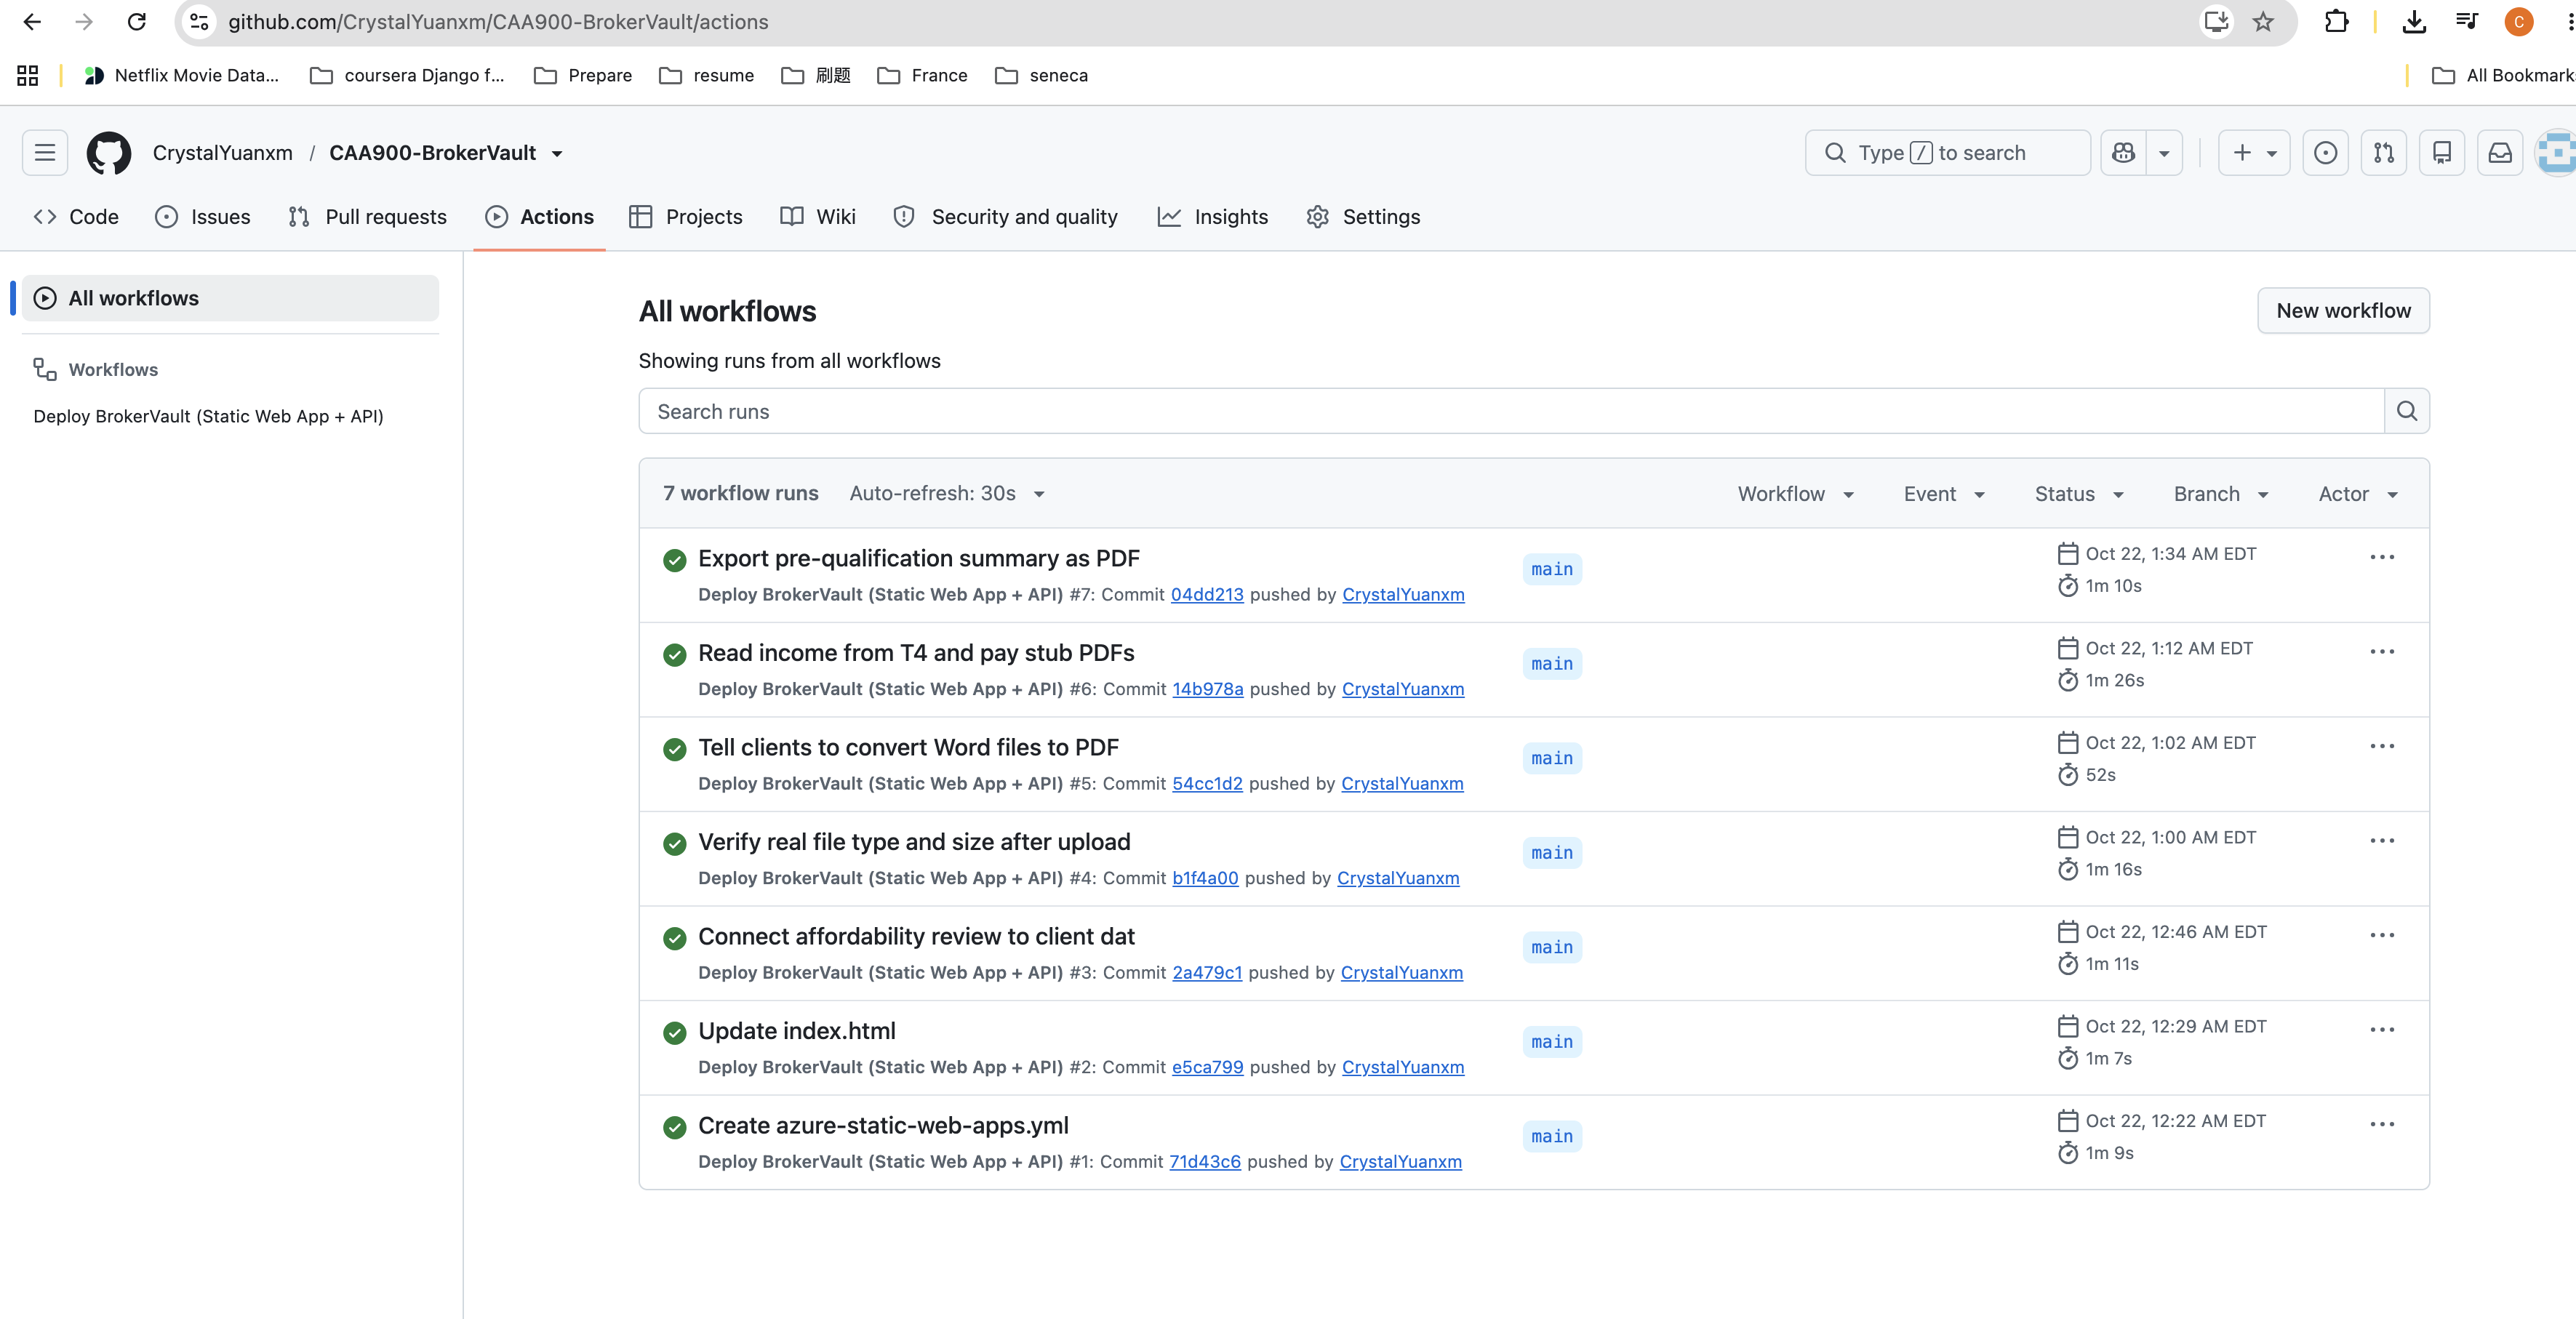 github.com/CrystalYuanxm/CAA900-BrokerVault/actions
C
Netflix Movie Data... coursera Django f... Prepare resume 刷题 France seneca
All Bookmark
CrystalYuanxm / CAA900-BrokerVault
Type / to search
Code Issues Pull requests Actions Projects Wiki Security and quality Insights Settings
All workflows
Workflows
Deploy BrokerVault (Static Web App + API)
All workflows
New workflow
Showing runs from all workflows
Search runs
7 workflow runs Auto-refresh: 30s Workflow Event Status Branch Actor
Export pre-qualification summary as PDF
Deploy BrokerVault (Static Web App + API) #7: Commit 04dd213 pushed by CrystalYuanxm
main
Oct 22, 1:34 AM EDT
1m 10s
Read income from T4 and pay stub PDFs
Deploy BrokerVault (Static Web App + API) #6: Commit 14b978a pushed by CrystalYuanxm
main
Oct 22, 1:12 AM EDT
1m 26s
Tell clients to convert Word files to PDF
Deploy BrokerVault (Static Web App + API) #5: Commit 54cc1d2 pushed by CrystalYuanxm
main
Oct 22, 1:02 AM EDT
52s
Verify real file type and size after upload
Deploy BrokerVault (Static Web App + API) #4: Commit b1f4a00 pushed by CrystalYuanxm
main
Oct 22, 1:00 AM EDT
1m 16s
Connect affordability review to client dat
Deploy BrokerVault (Static Web App + API) #3: Commit 2a479c1 pushed by CrystalYuanxm
main
Oct 22, 12:46 AM EDT
1m 11s
Update index.html
Deploy BrokerVault (Static Web App + API) #2: Commit e5ca799 pushed by CrystalYuanxm
main
Oct 22, 12:29 AM EDT
1m 7s
Create azure-static-web-apps.yml
Deploy BrokerVault (Static Web App + API) #1: Commit 71d43c6 pushed by CrystalYuanxm
main
Oct 22, 12:22 AM EDT
1m 9s